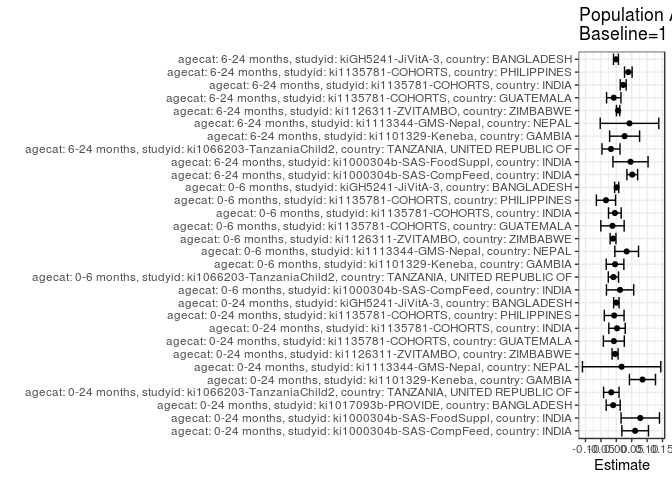 Population A
Baseline=1
agecat: 6-24 months, studyid: kiGH5241-JiVitA-3, country: BANGLADESH
agecat: 6-24 months, studyid: ki1135781-COHORTS, country: PHILIPPINES
agecat: 6-24 months, studyid: ki1135781-COHORTS, country: INDIA
agecat: 6-24 months, studyid: ki1135781-COHORTS, country: GUATEMALA
agecat: 6-24 months, studyid: ki1126311-ZVITAMBO, country: ZIMBABWE
agecat: 6-24 months, studyid: ki1113344-GMS-Nepal, country: NEPAL
agecat: 6-24 months, studyid: ki1101329-Keneba, country: GAMBIA
agecat: 6-24 months, studyid: ki1066203-TanzaniaChild2, country: TANZANIA, UNITED REPUBLIC OF
agecat: 6-24 months, studyid: ki1000304b-SAS-FoodSuppl, country: INDIA
agecat: 6-24 months, studyid: ki1000304b-SAS-CompFeed, country: INDIA
agecat: 0-6 months, studyid: kiGH5241-JiVitA-3, country: BANGLADESH
agecat: 0-6 months, studyid: ki1135781-COHORTS, country: PHILIPPINES
agecat: 0-6 months, studyid: ki1135781-COHORTS, country: INDIA
agecat: 0-6 months, studyid: ki1135781-COHORTS, country: GUATEMALA
agecat: 0-6 months, studyid: ki1126311-ZVITAMBO, country: ZIMBABWE
agecat: 0-6 months, studyid: ki1113344-GMS-Nepal, country: NEPAL
agecat: 0-6 months, studyid: ki1101329-Keneba, country: GAMBIA
agecat: 0-6 months, studyid: ki1066203-TanzaniaChild2, country: TANZANIA, UNITED REPUBLIC OF
agecat: 0-6 months, studyid: ki1000304b-SAS-CompFeed, country: INDIA
agecat: 0-24 months, studyid: kiGH5241-JiVitA-3, country: BANGLADESH
agecat: 0-24 months, studyid: ki1135781-COHORTS, country: PHILIPPINES
agecat: 0-24 months, studyid: ki1135781-COHORTS, country: INDIA
agecat: 0-24 months, studyid: ki1135781-COHORTS, country: GUATEMALA
agecat: 0-24 months, studyid: ki1126311-ZVITAMBO, country: ZIMBABWE
agecat: 0-24 months, studyid: ki1113344-GMS-Nepal, country: NEPAL
agecat: 0-24 months, studyid: ki1101329-Keneba, country: GAMBIA
agecat: 0-24 months, studyid: ki1066203-TanzaniaChild2, country: TANZANIA, UNITED REPUBLIC OF
agecat: 0-24 months, studyid: ki1017093b-PROVIDE, country: BANGLADESH
agecat: 0-24 months, studyid: ki1000304b-SAS-FoodSuppl, country: INDIA
agecat: 0-24 months, studyid: ki1000304b-SAS-CompFeed, country: INDIA
-0.10 -0.05 0.00 0.05 0.10 0.15
Estimate